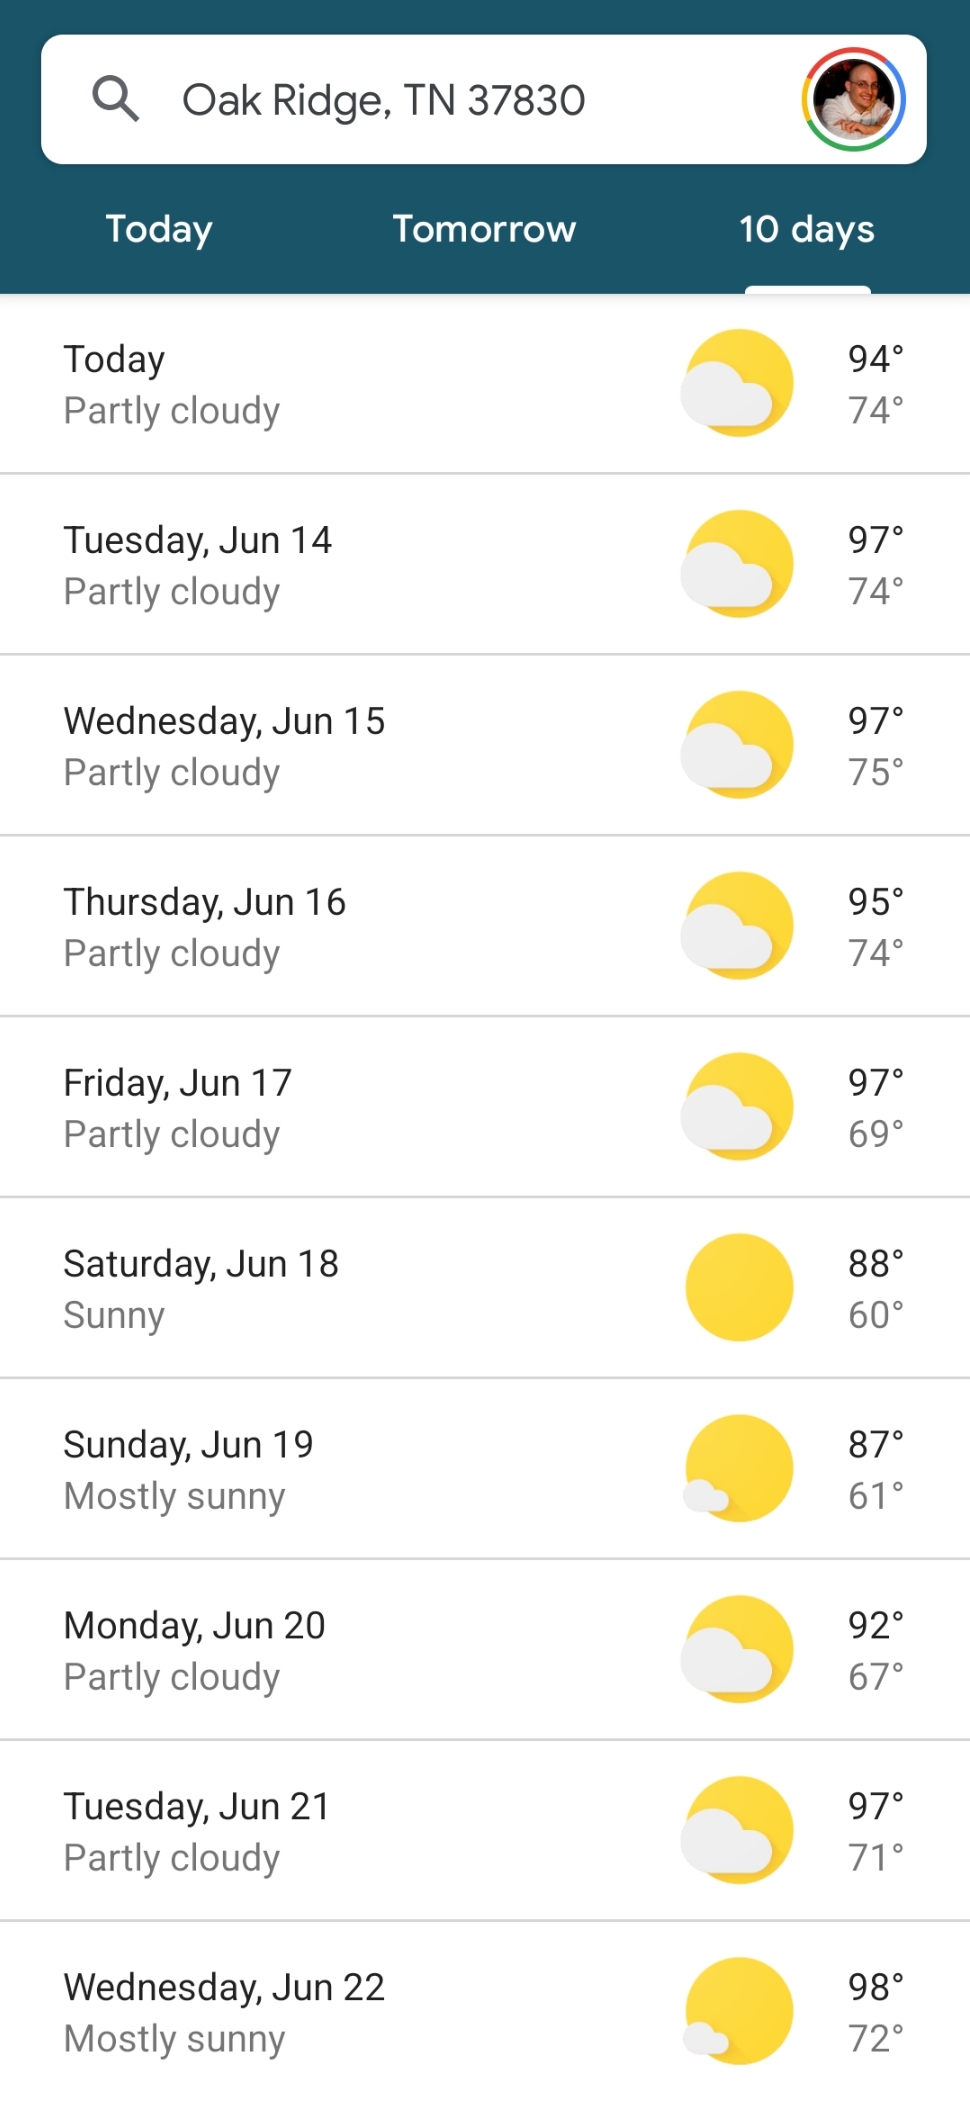 Oak Ridge, TN 37830
Today Tomorrow 10 days
Today 94°
Partly cloudy 74°
Tuesday, Jun 14 97°
Partly cloudy 74°
Wednesday, Jun 15 97°
Partly cloudy 75°
Thursday, Jun 16 95°
Partly cloudy 74°
Friday, Jun 17 97°
Partly cloudy 69°
Saturday, Jun 18 88°
Sunny 60°
Sunday, Jun 19 87°
Mostly sunny 61°
Monday, Jun 20 92°
Partly cloudy 67°
Tuesday, Jun 21 97°
Partly cloudy 71°
Wednesday, Jun 22 98°
Mostly sunny 72°